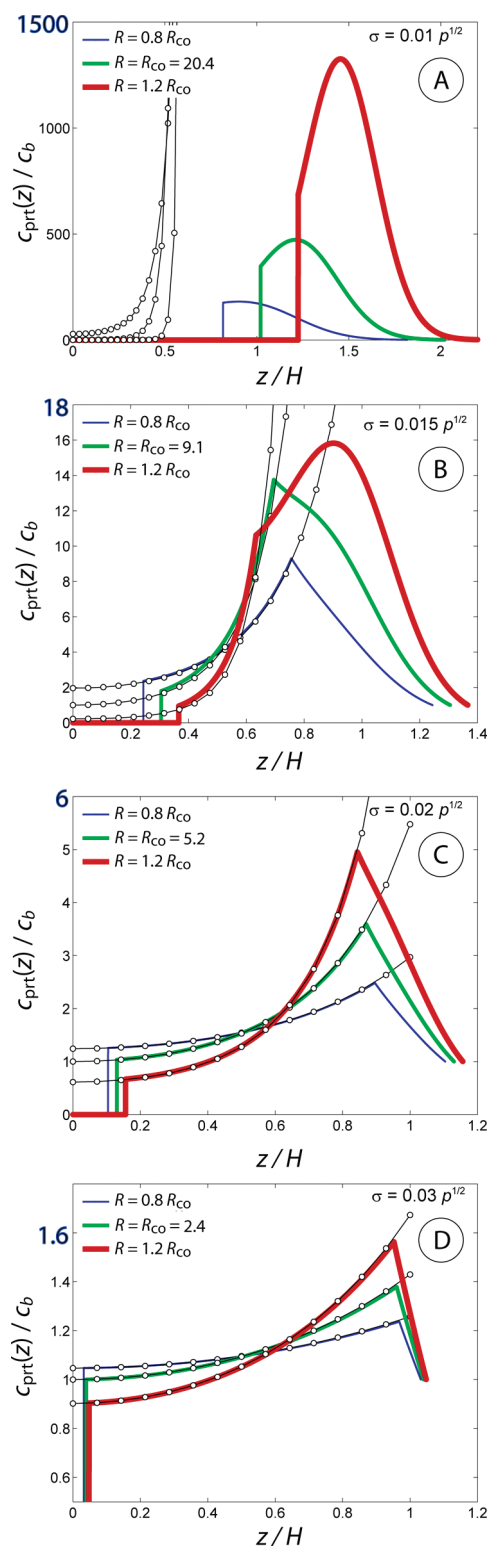 1500
R = 0.8 R_CO
R = R_CO = 20.4
R = 1.2 R_CO
σ = 0.01 p^1/2
A
1000
500
0
0 0.5 1 1.5 2
c_prt(z) / c_b
z / H
18
R = 0.8 R_CO
R = R_CO = 9.1
R = 1.2 R_CO
σ = 0.015 p^1/2
B
16
14
12
10
8
6
4
2
0
0 0.2 0.4 0.6 0.8 1 1.2 1.4
c_prt(z) / c_b
z / H
6
R = 0.8 R_CO
R = R_CO = 5.2
R = 1.2 R_CO
σ = 0.02 p^1/2
C
5
4
3
2
1
0
0 0.2 0.4 0.6 0.8 1 1.2
c_prt(z) / c_b
z / H
1.6
R = 0.8 R_CO
R = R_CO = 2.4
R = 1.2 R_CO
σ = 0.03 p^1/2
D
1.4
1.2
1
0.8
0.6
0 0.2 0.4 0.6 0.8 1 1.2
c_prt(z) / c_b
z / H